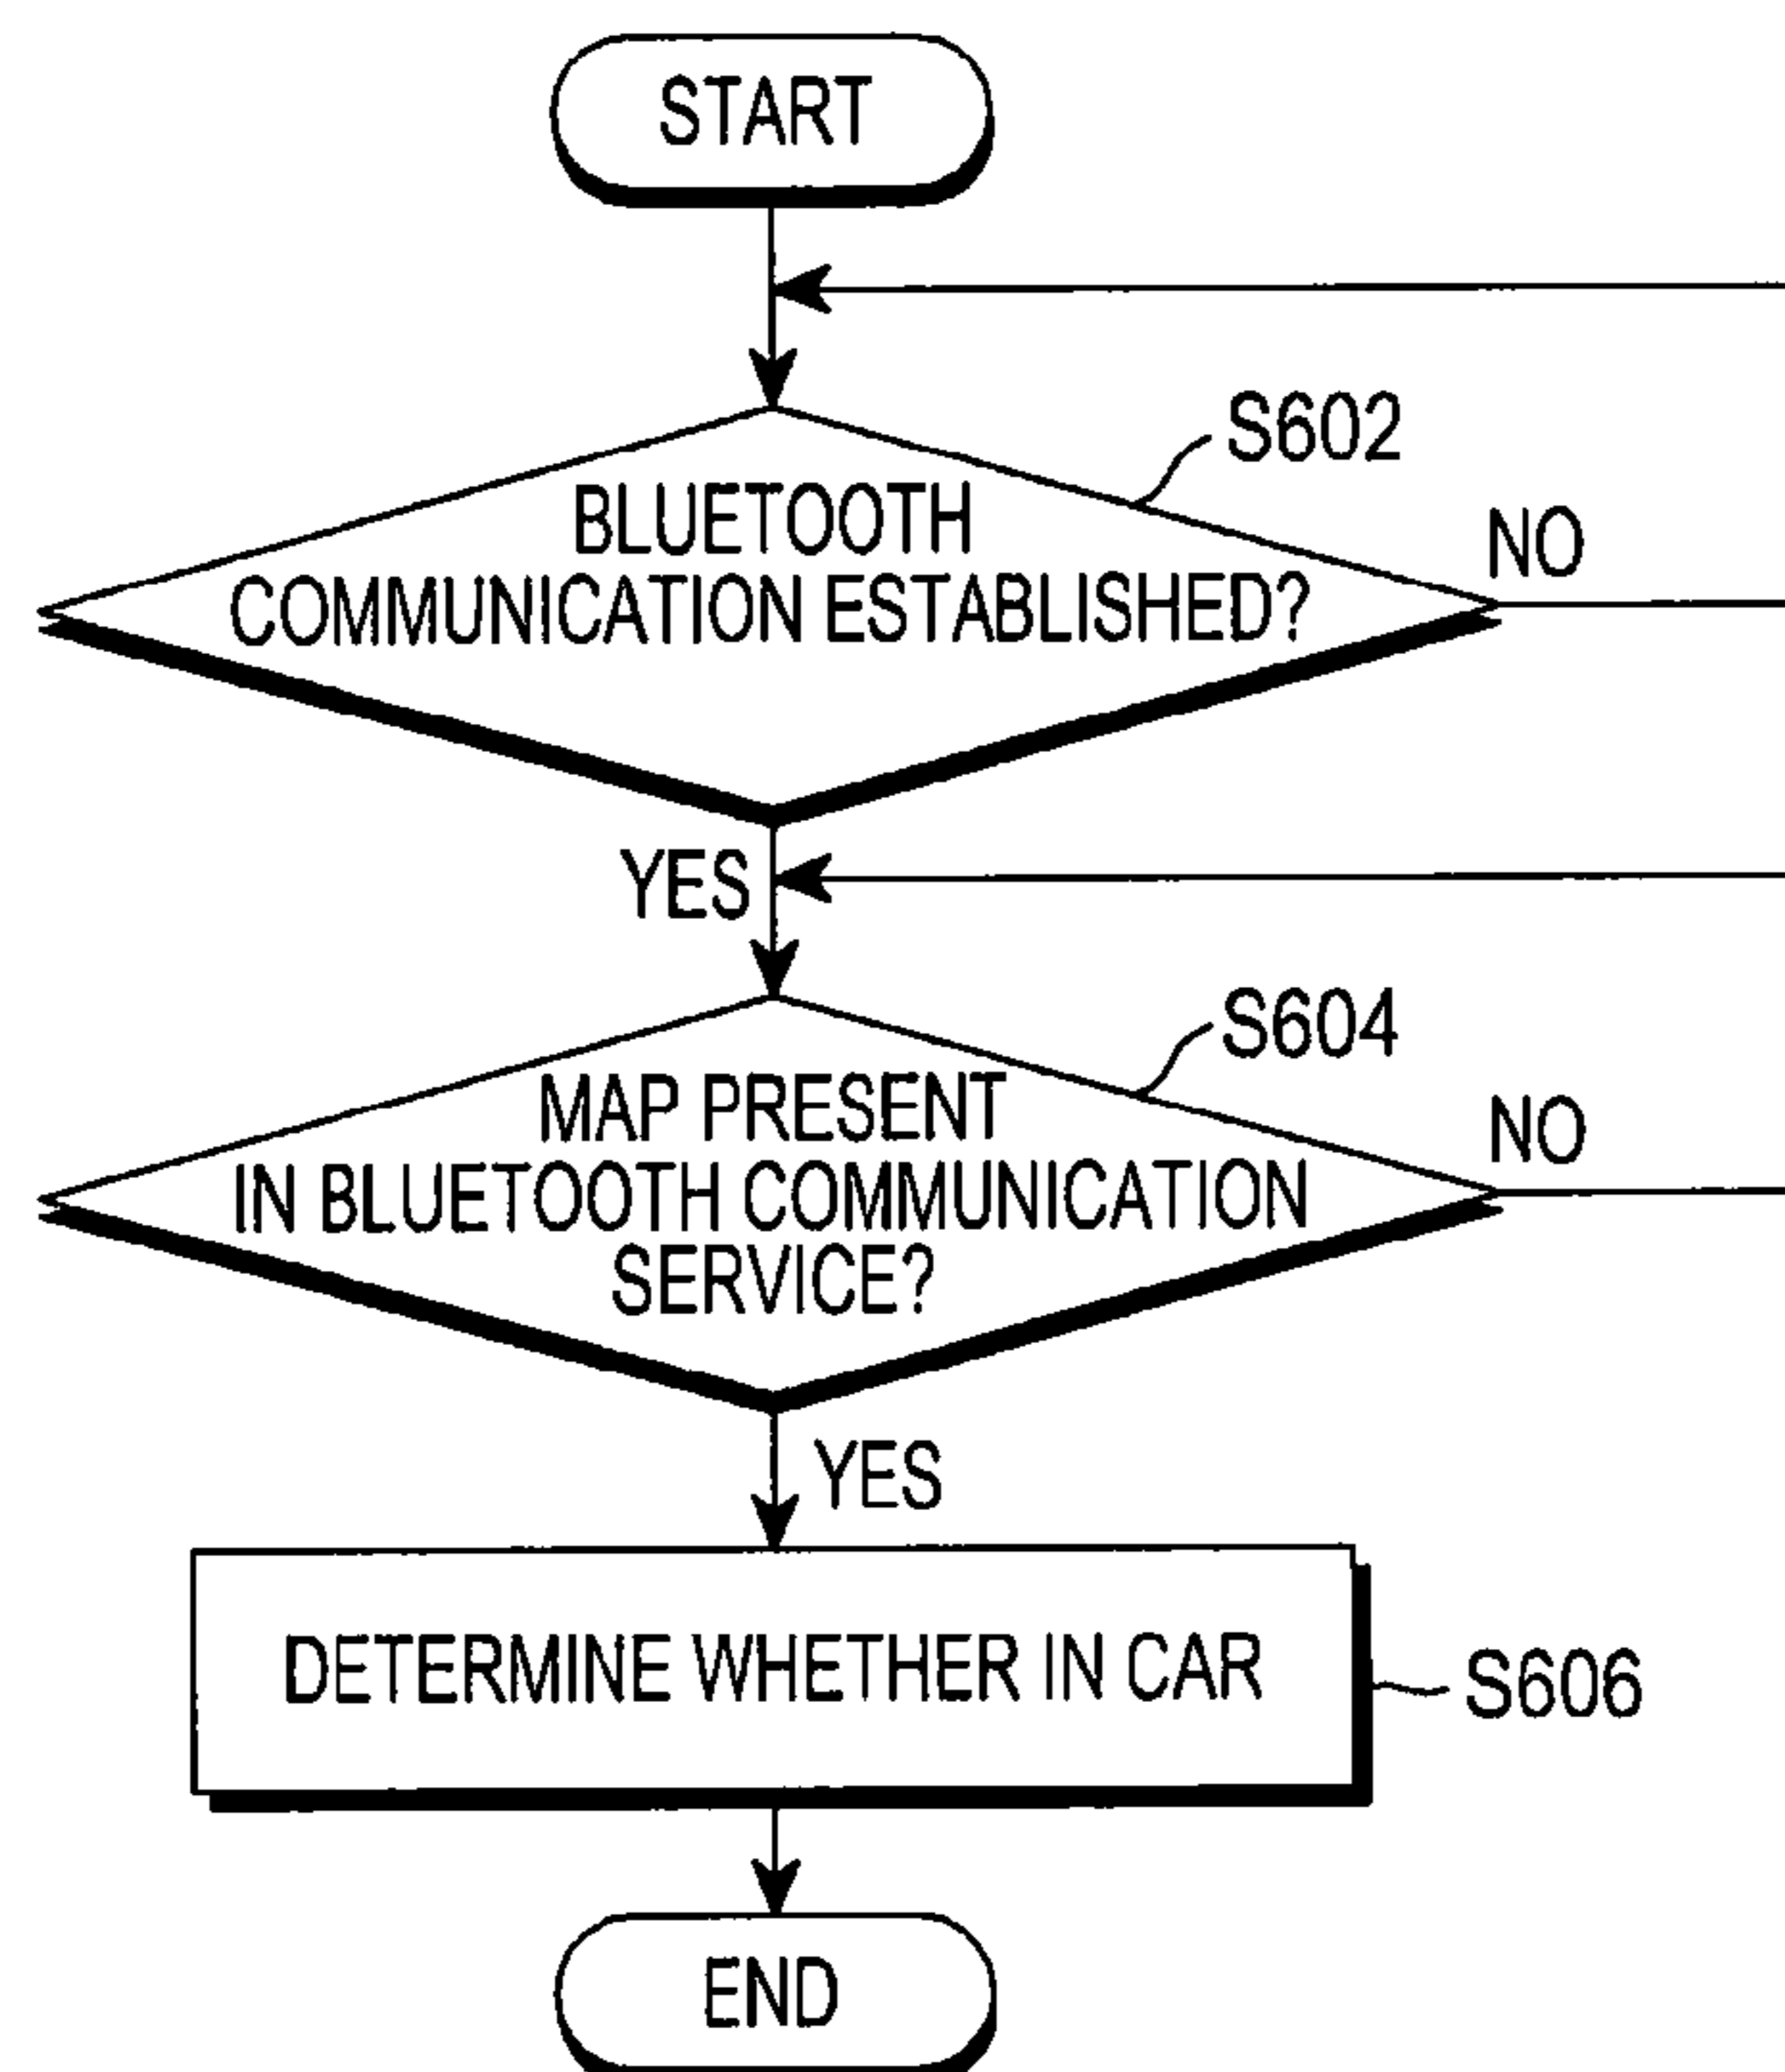 START
S602
BLUETOOTH
COMMUNICATION ESTABLISHED?
NO
YES
S604
MAP PRESENT
IN BLUETOOTH COMMUNICATION
SERVICE?
NO
YES
DETERMINE WHETHER IN CAR
S606
END